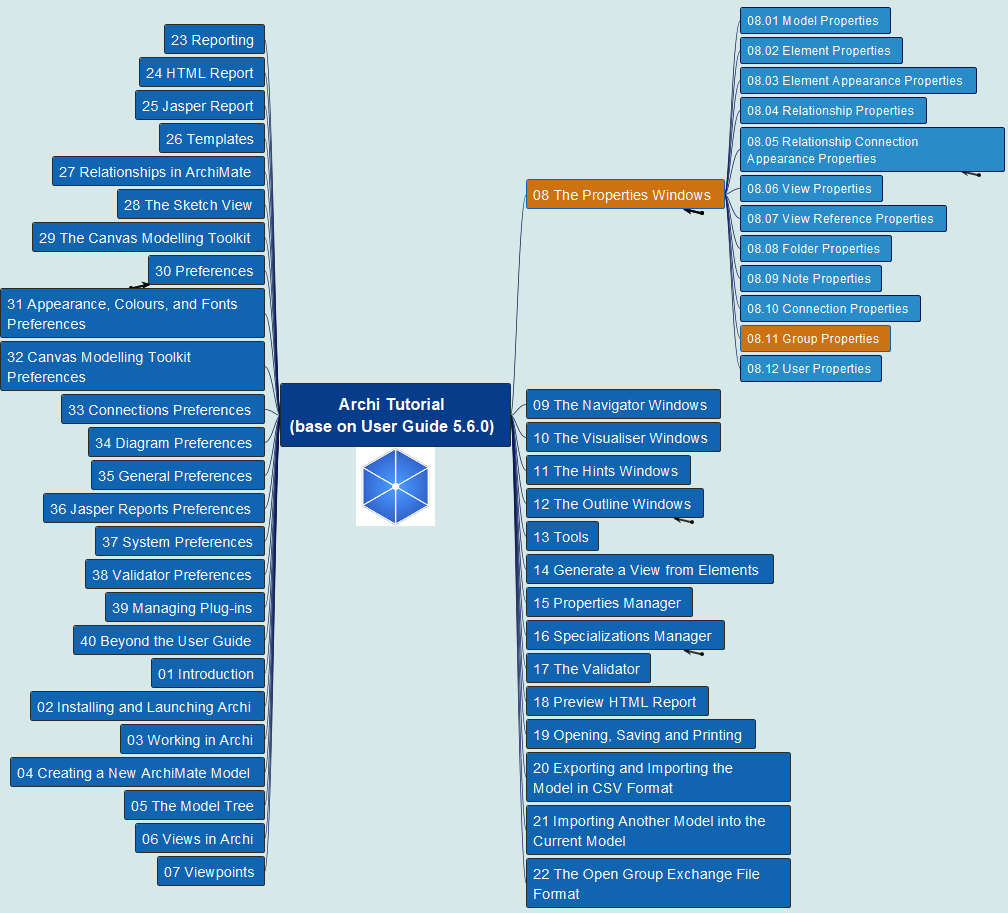 23 Reporting
24 HTML Report
25 Jasper Report
26 Templates
27 Relationships in ArchiMate
28 The Sketch View
29 The Canvas Modelling Toolkit
30 Preferences
31 Appearance, Colours, and Fonts
Preferences
32 Canvas Modelling Toolkit
Preferences
33 Connections Preferences
34 Diagram Preferences
35 General Preferences
36 Jasper Reports Preferences
37 System Preferences
38 Validator Preferences
39 Managing Plug-ins
40 Beyond the User Guide
01 Introduction
02 Installing and Launching Archi
03 Working in Archi
04 Creating a New ArchiMate Model
05 The Model Tree
06 Views in Archi
07 Viewpoints
Archi Tutorial
(base on User Guide 5.6.0)
08 The Properties Windows
08.01 Model Properties
08.02 Element Properties
08.03 Element Appearance Properties
08.04 Relationship Properties
08.05 Relationship Connection
Appearance Properties
08.06 View Properties
08.07 View Reference Properties
08.08 Folder Properties
08.09 Note Properties
08.10 Connection Properties
08.11 Group Properties
08.12 User Properties
09 The Navigator Windows
10 The Visualiser Windows
11 The Hints Windows
12 The Outline Windows
13 Tools
14 Generate a View from Elements
15 Properties Manager
16 Specializations Manager
17 The Validator
18 Preview HTML Report
19 Opening, Saving and Printing
20 Exporting and Importing the
Model in CSV Format
21 Importing Another Model into the
Current Model
22 The Open Group Exchange File
Format